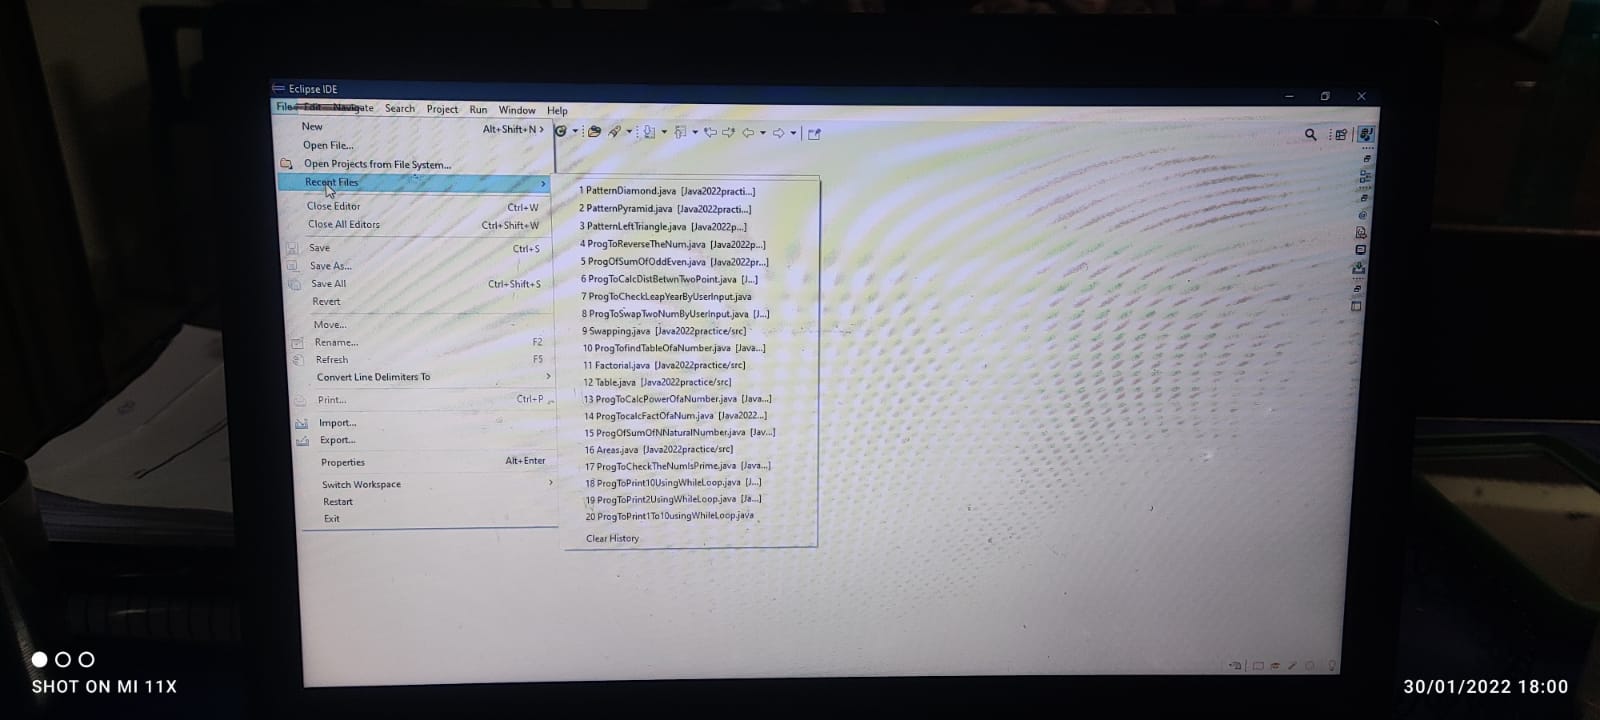 Eclipse IDE
File Edit Navigate Search Project Run Window Help
New Alt+Shift+N >
Open File...
Open Projects from File System...
Recent Files >
Close Editor Ctrl+W
Close All Editors Ctrl+Shift+W
Save Ctrl+S
Save As...
Save All Ctrl+Shift+S
Revert
Move...
Rename... F2
Refresh F5
Convert Line Delimiters To >
Print... Ctrl+P
Import...
Export...
Properties Alt+Enter
Switch Workspace >
Restart
Exit
1 PatternDiamond.java [Java2022practi...]
2 PatternPyramid.java [Java2022practi...]
3 PatternLeftTriangle.java [Java2022p...]
4 ProgToReverseTheNum.java [Java2022p...]
5 ProgOfSumOfOddEven.java [Java2022pr...]
6 ProgToCalcDistBetwnTwoPoint.java [J...]
7 ProgToCheckLeapYearByUserInput.java
8 ProgToSwapTwoNumByUserInput.java [J...]
9 Swapping.java [Java2022practice/src]
10 ProgTofindTableOfaNumber.java [Java...]
11 Factorial.java [Java2022practice/src]
12 Table.java [Java2022practice/src]
13 ProgToCalcPowerOfaNumber.java [Java...]
14 ProgTocalcFactOfaNum.java [Java2022...]
15 ProgOfSumOfNNaturalNumber.java [Jav...]
16 Areas.java [Java2022practice/src]
17 ProgToCheckTheNumIsPrime.java [Java...]
18 ProgToPrint10UsingWhileLoop.java [J...]
19 ProgToPrint2UsingWhileLoop.java [Ja...]
20 ProgToPrint1To10usingWhileLoop.java
Clear History
SHOT ON MI 11X
30/01/2022 18:00